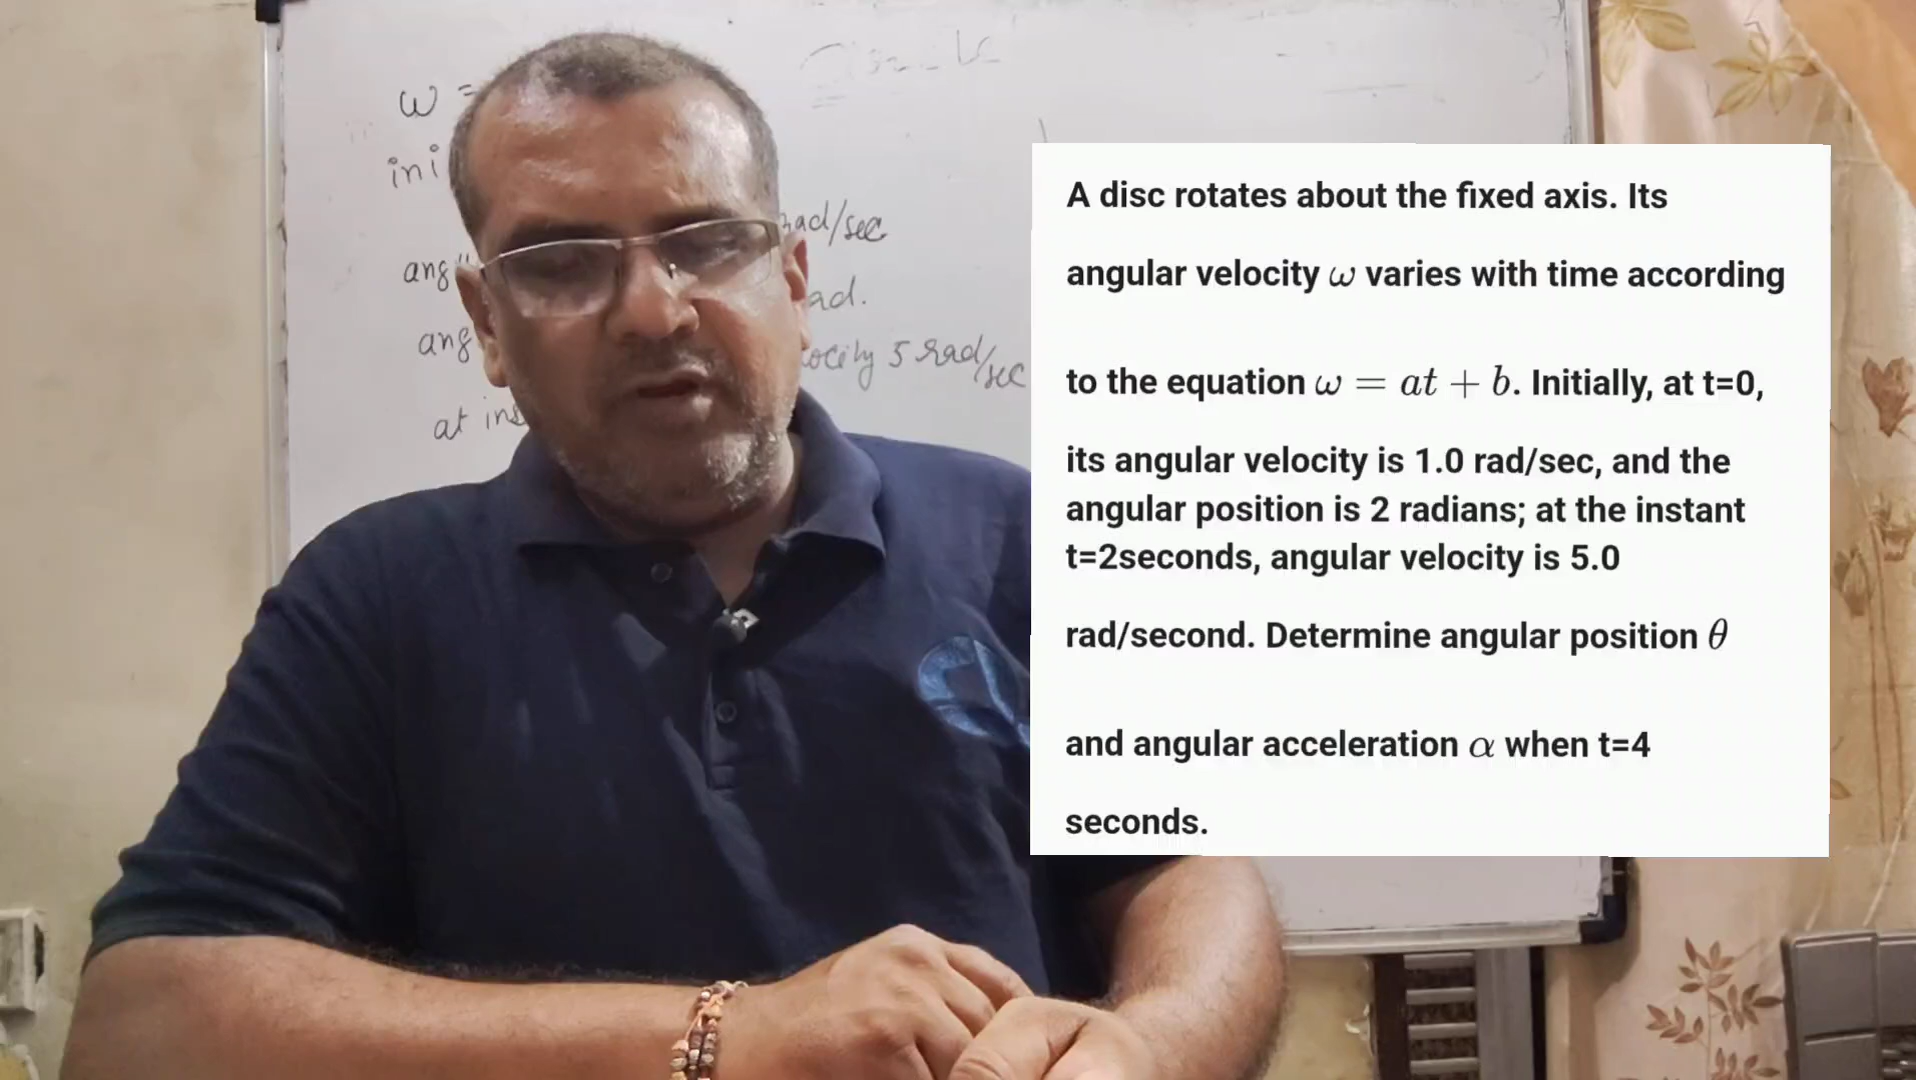 ω =
ini
rad/sec
ang
ad.
ang
ocity 5 rad/sec
at ins
A disc rotates about the fixed axis. Its
angular velocity ω varies with time according
to the equation ω = at + b. Initially, at t=0,
its angular velocity is 1.0 rad/sec, and the
angular position is 2 radians; at the instant
t=2seconds, angular velocity is 5.0
rad/second. Determine angular position θ
and angular acceleration α when t=4
seconds.